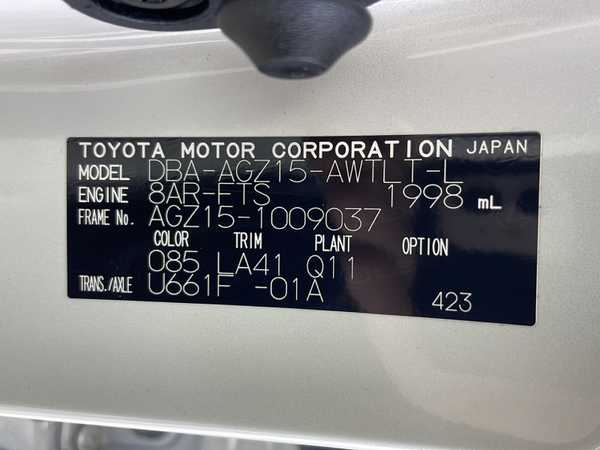 TOYOTA MOTOR CORPORATION JAPAN
MODEL DBA-AGZ15-AWTLT-L
ENGINE 8AR-FTS 1998 mL
FRAME No. AGZ15-1009037
COLOR TRIM PLANT OPTION
085 LA41 Q11
TRANS./AXLE U661F -01A
423